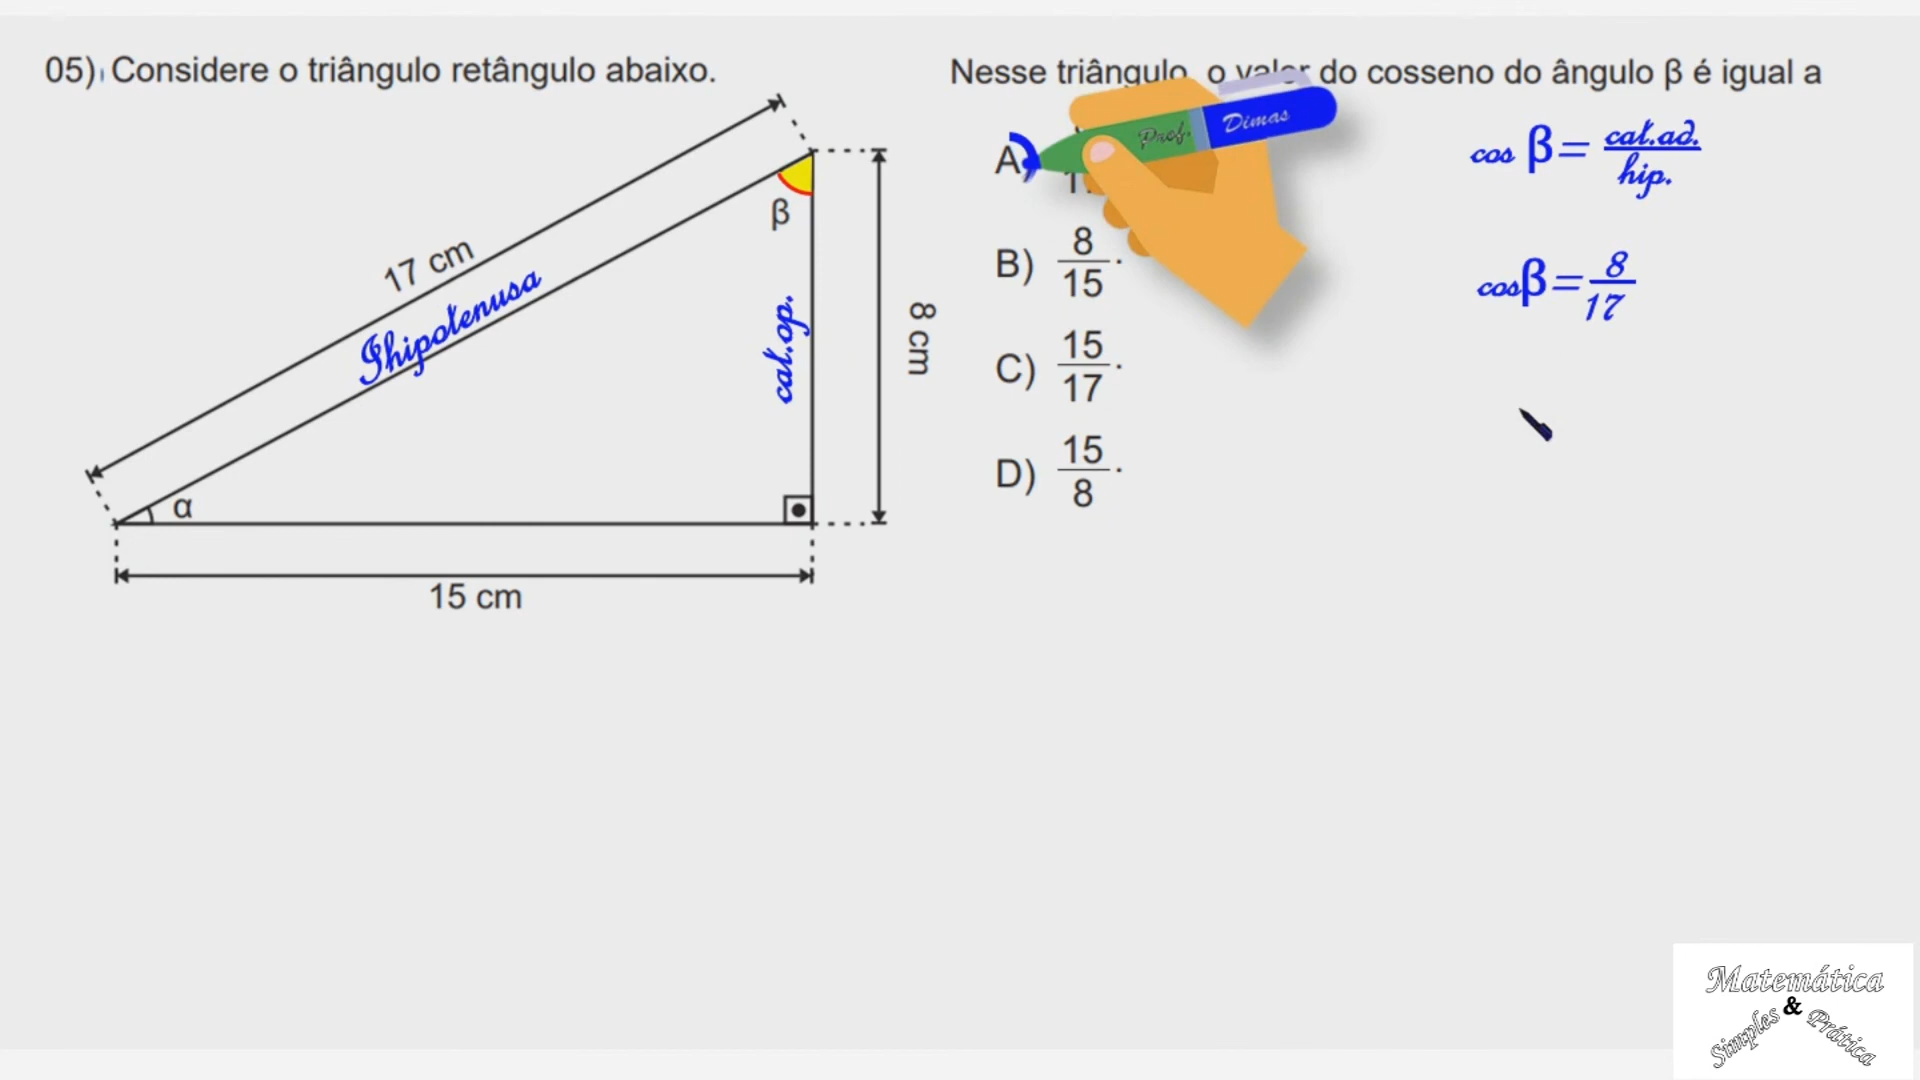 05) Considere o triângulo retângulo abaixo.
17 cm
Ihipotenusa
β
cat.op.
8 cm
α
15 cm
Nesse triângulo, o valor do cosseno do ângulo β é igual a
A)
B) 8/15.
C) 15/17.
D) 15/8.
Prof. Dimas
cos β = cat.ad./hip.
cos β = 8/17
Matemática
&
Simples Prática